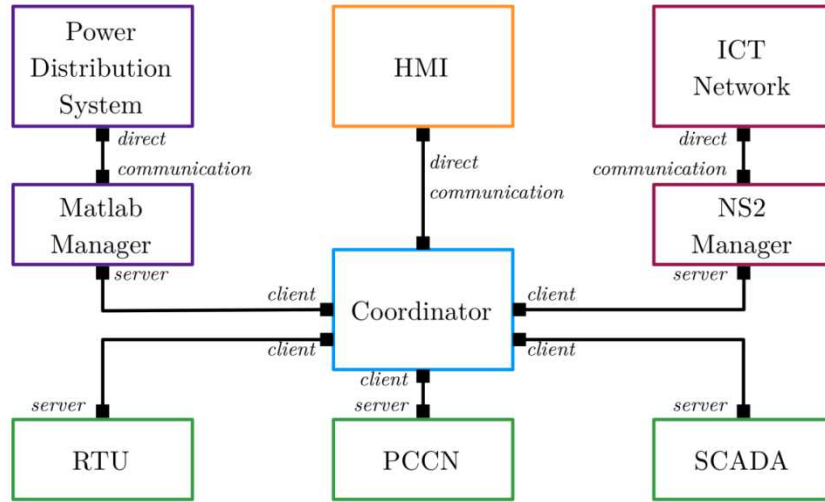 Power
Distribution
System
HMI
ICT
Network
direct
communication
direct
communication
direct
communication
Matlab
Manager
NS2
Manager
server
client
Coordinator
client
server
client
client
client
server
server
server
RTU
PCCN
SCADA